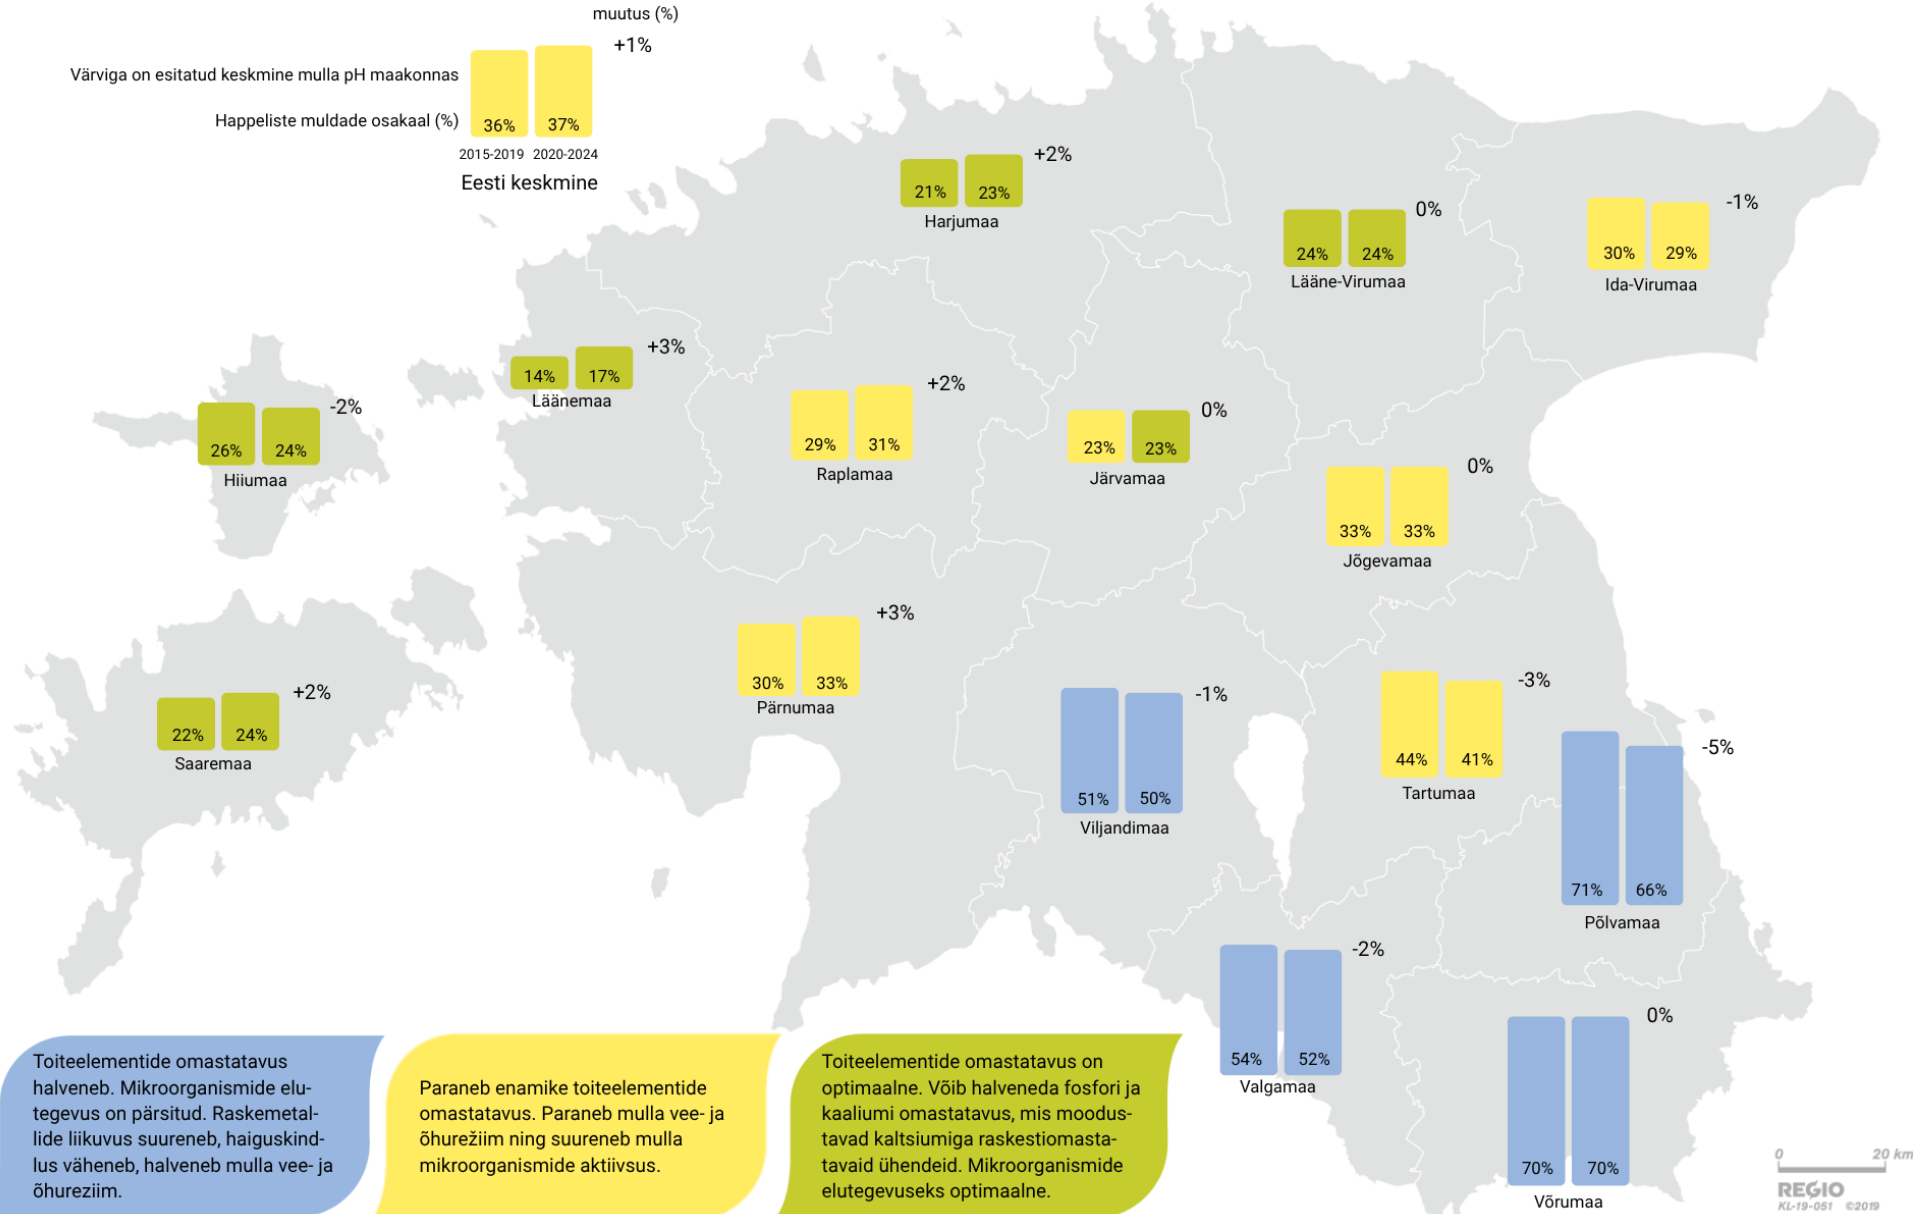 muutus (%)
+1%
Värviga on esitatud keskmine mulla pH maakonnas
Happeliste muldade osakaal (%)
36% 37%
2015-2019 2020-2024
Eesti keskmine
+2%
21% 23%
Harjumaa
0%
24% 24%
Lääne-Virumaa
-1%
30% 29%
Ida-Virumaa
+3%
14% 17%
Läänemaa
-2%
26% 24%
Hiiumaa
+2%
29% 31%
Raplamaa
0%
23% 23%
Järvamaa
0%
33% 33%
Jõgevamaa
+3%
30% 33%
Pärnumaa
+2%
22% 24%
Saaremaa
-1%
51% 50%
Viljandimaa
-3%
44% 41%
Tartumaa
-5%
71% 66%
Põlvamaa
-2%
54% 52%
Valgamaa
0%
70% 70%
Võrumaa
Toiteelementide omastatavus
halveneb. Mikroorganismide elu-
tegevus on pärsitud. Raskemetal-
lide liikuvus suureneb, haiguskind-
lus väheneb, halveneb mulla vee- ja
õhureziim.
Paraneb enamike toiteelementide
omastatavus. Paraneb mulla vee- ja
õhurežiim ning suureneb mulla
mikroorganismide aktiivsus.
Toiteelementide omastatavus on
optimaalne. Võib halveneda fosfori ja
kaaliumi omastatavus, mis moodus-
tavad kaltsiumiga raskestiomasta-
tavaid ühendeid. Mikroorganismide
elutegevuseks optimaalne.
0 20 km
REGIO
KL-19-051 ©2019